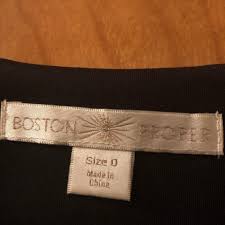 BOSTON PROPER
Size 0
Made in
China